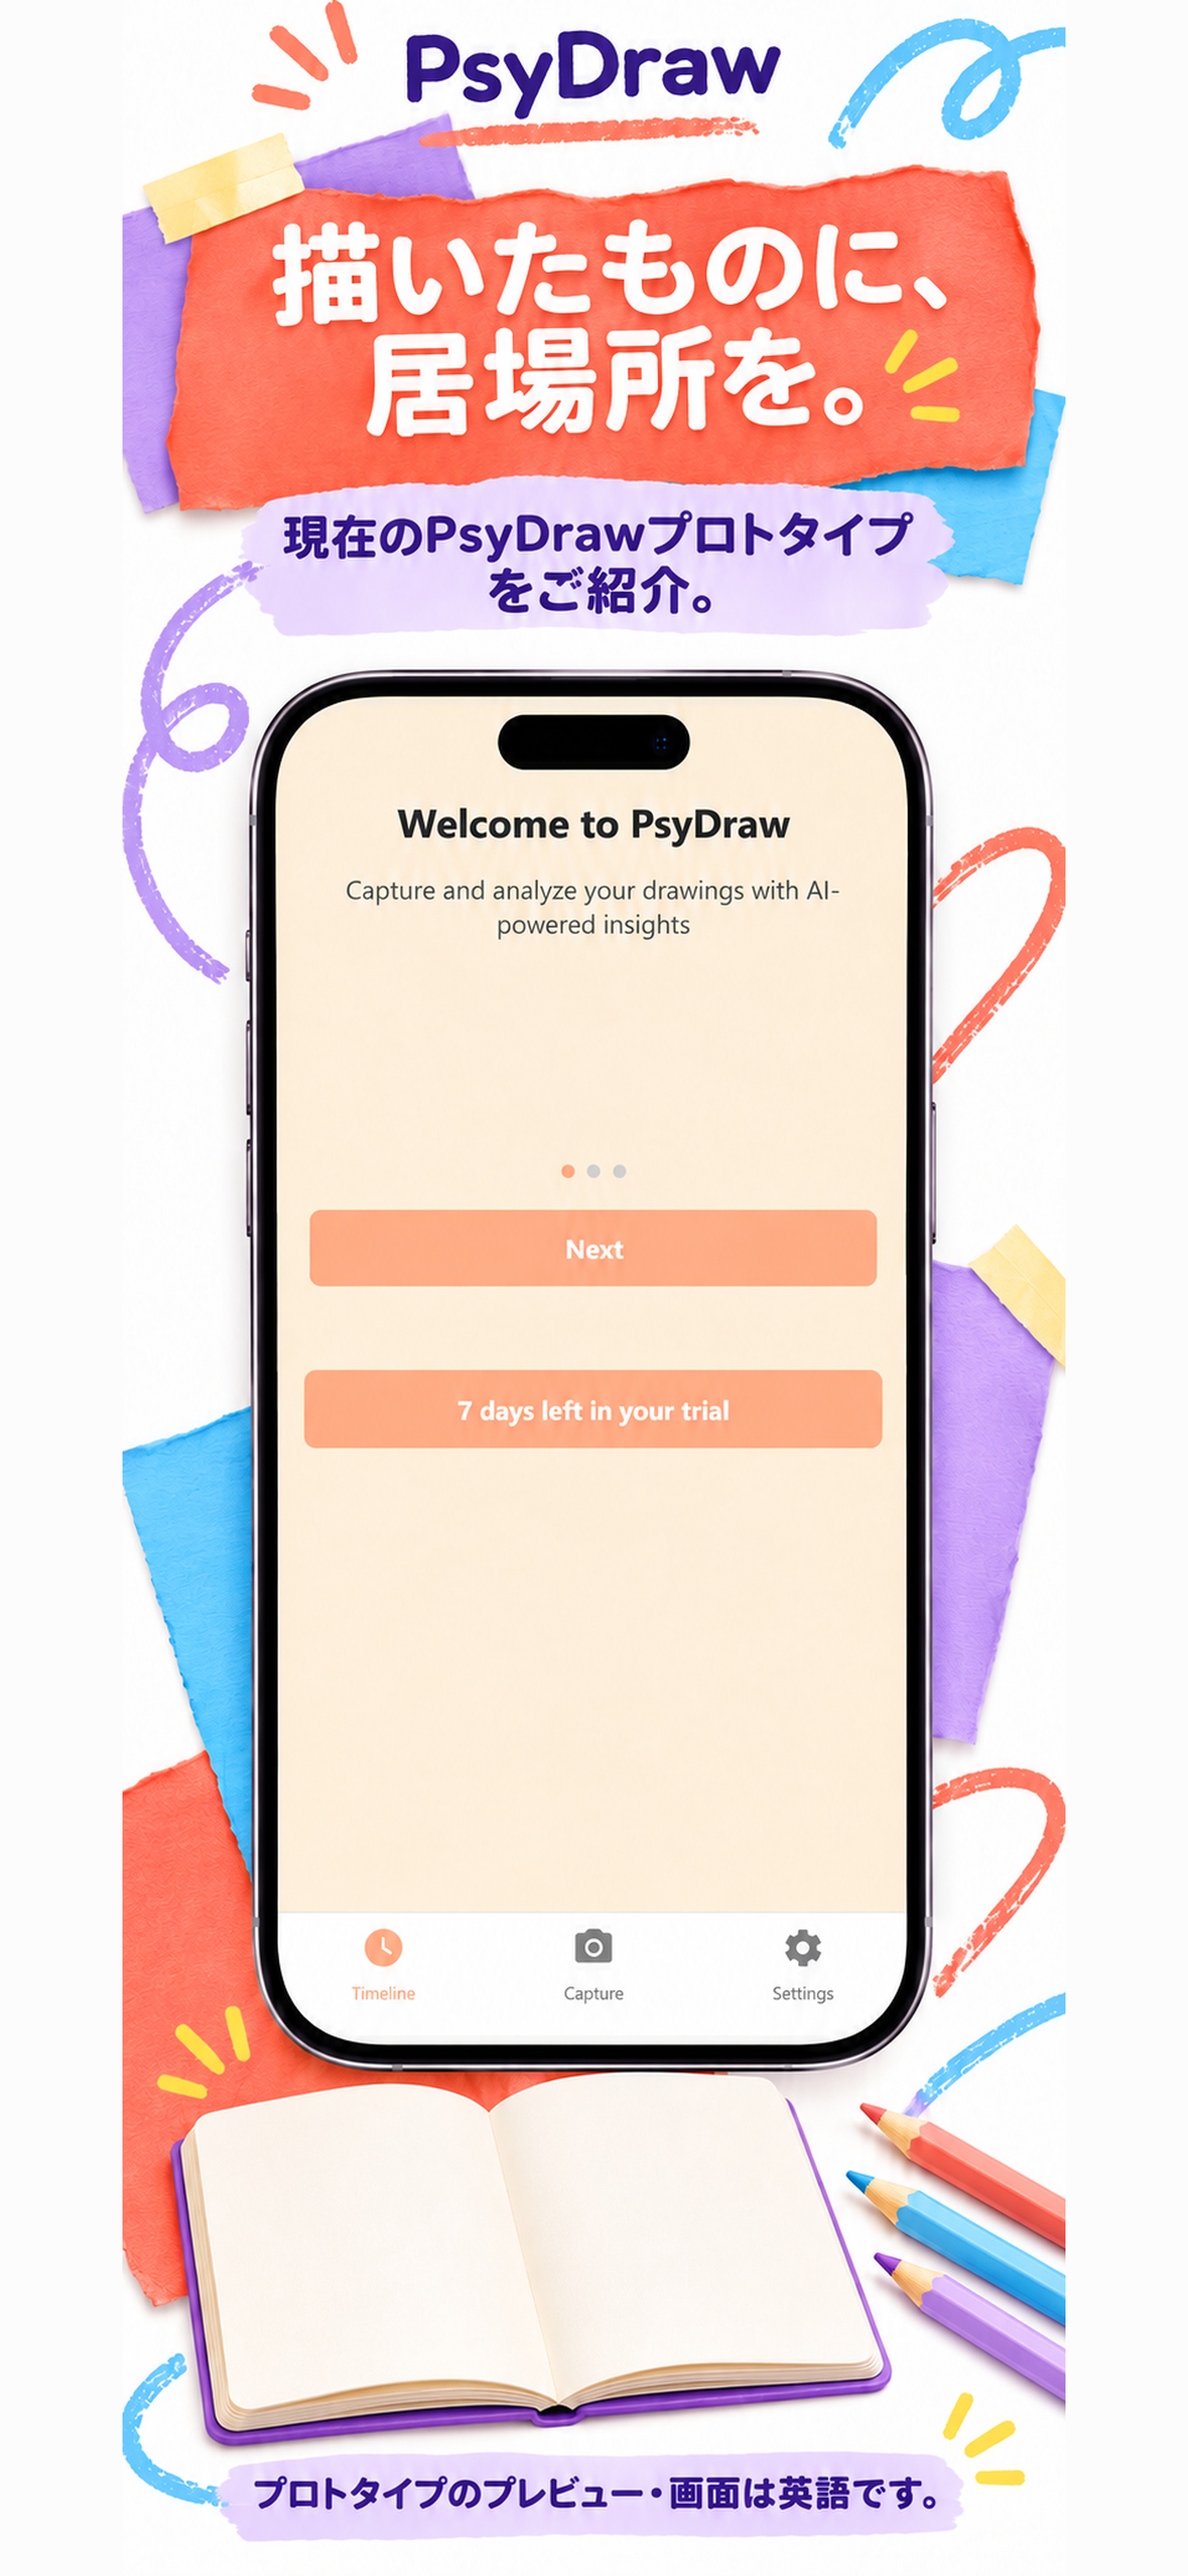 PsyDraw
描いたものに、
居場所を。
現在のPsyDrawプロトタイプ
をご紹介。
Welcome to PsyDraw
Capture and analyze your drawings with AI-
powered insights
Next
7 days left in your trial
Timeline
Capture
Settings
プロトタイプのプレビュー・画面は英語です。